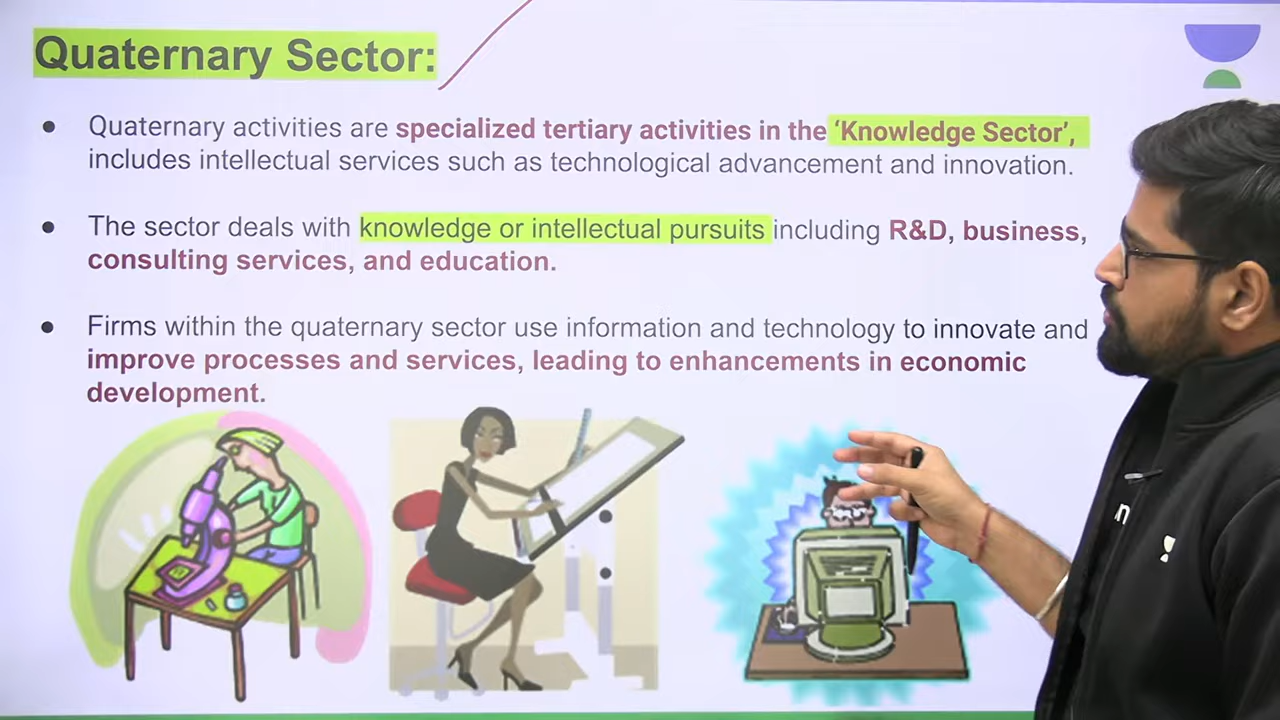 Quaternary Sector:
● Quaternary activities are specialized tertiary activities in the ‘Knowledge Sector’,
includes intellectual services such as technological advancement and innovation.
● The sector deals with knowledge or intellectual pursuits including R&D, business,
consulting services, and education.
● Firms within the quaternary sector use information and technology to innovate and
improve processes and services, leading to enhancements in economic
development.